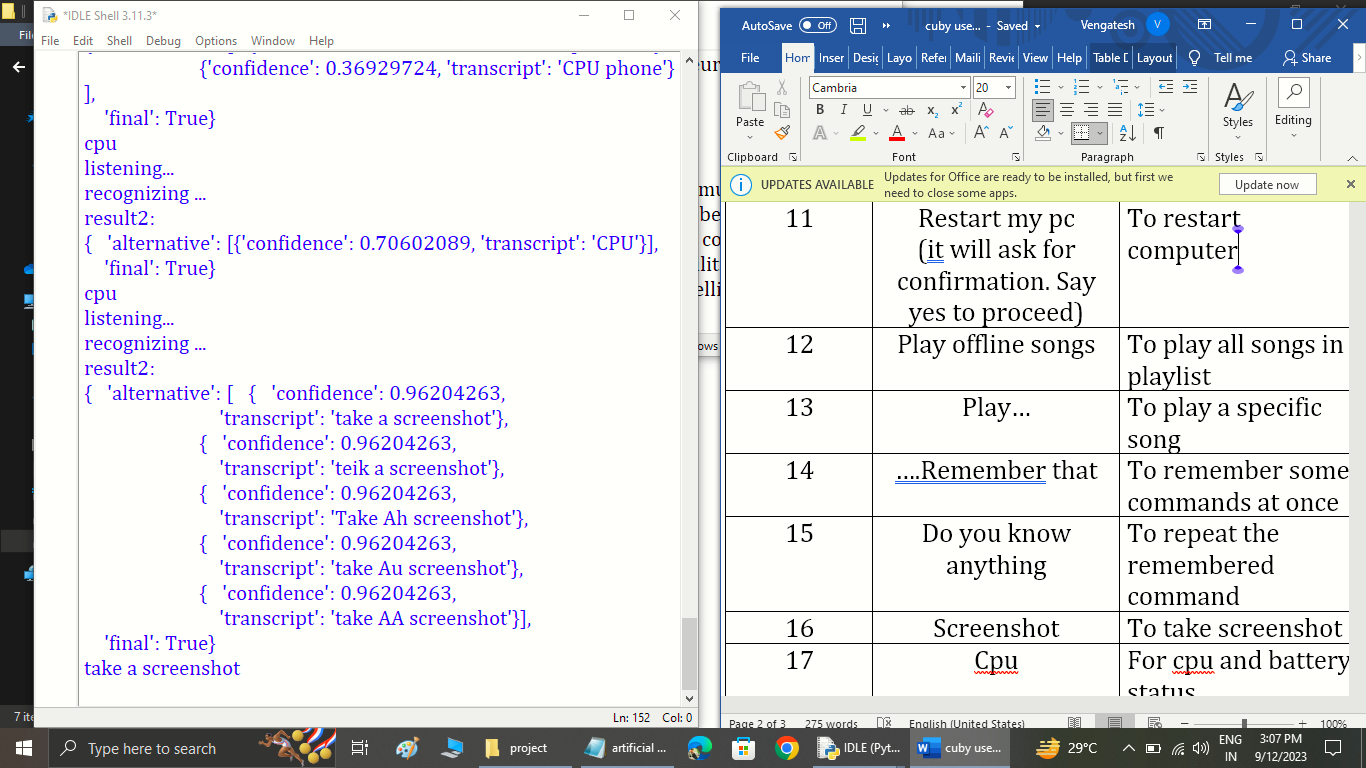 *IDLE Shell 3.11.3*
File Edit Shell Debug Options Window Help
{'confidence': 0.36929724, 'transcript': 'CPU phone'}
],
'final': True}
cpu
listening...
recognizing ...
result2:
{ 'alternative': [{'confidence': 0.70602089, 'transcript': 'CPU'}],
'final': True}
cpu
listening...
recognizing ...
result2:
{ 'alternative': [ { 'confidence': 0.96204263,
'transcript': 'take a screenshot'},
{ 'confidence': 0.96204263,
'transcript': 'teik a screenshot'},
{ 'confidence': 0.96204263,
'transcript': 'Take Ah screenshot'},
{ 'confidence': 0.96204263,
'transcript': 'take Au screenshot'},
{ 'confidence': 0.96204263,
'transcript': 'take AA screenshot'}],
'final': True}
take a screenshot
Ln: 152 Col: 0
AutoSave Off cuby use... - Saved Vengatesh V
File Hom Inser Desig Layo Refer Maili Revie View Help Table D Layout Tell me Share
Paste Cambria 20 Styles Editing
B I U ab x2 x2
A A Aa A A
Clipboard Font Paragraph Styles
UPDATES AVAILABLE Updates for Office are ready to be installed, but first we
need to close some apps.
Update now
11 Restart my pc To restart
(it will ask for computer
confirmation. Say
yes to proceed)
12 Play offline songs To play all songs in
playlist
13 Play… To play a specific
song
14 ….Remember that To remember some
commands at once
15 Do you know To repeat the
anything remembered
command
16 Screenshot To take screenshot
17 Cpu For cpu and battery
status
Page 2 of 3 275 words English (United States) 100%
7 ite
Type here to search project artificial ... IDLE (Pyt... cuby use... 29°C ENG 3:07 PM
IN 9/12/2023